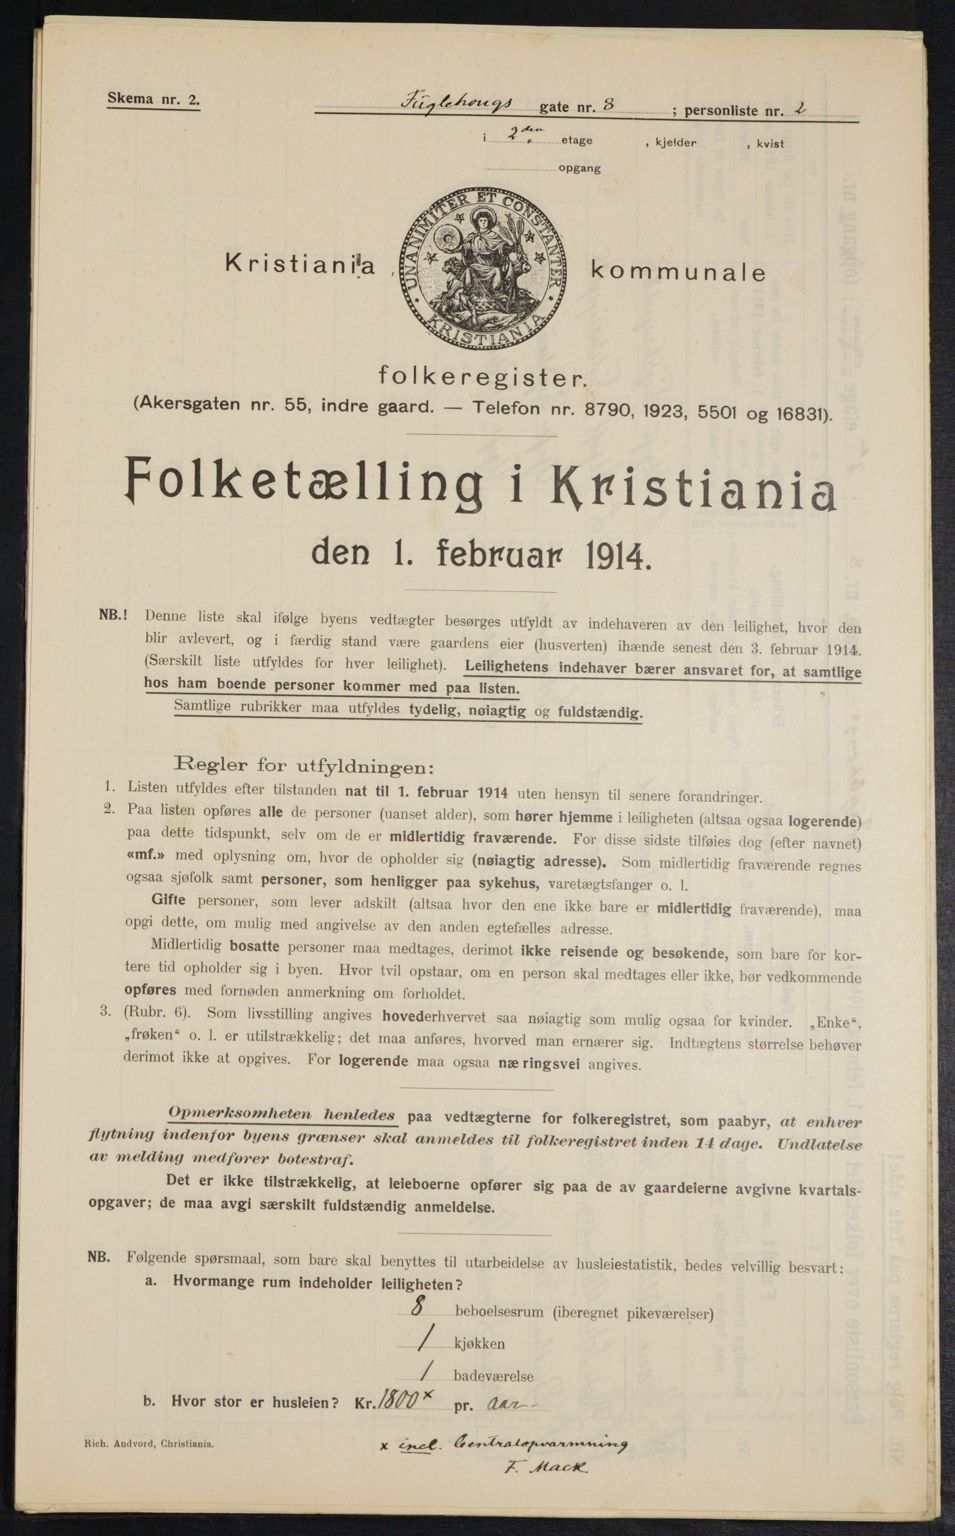 Skema nr. 2.
Fuglehougs gate nr. 8 ; personliste nr. 2
i 2den etage , kjelder , kvist
opgang
UNANIMITER ET CONSTANTER
KRISTIANIA
Kristiania kommunale
folkeregister.
(Akersgaten nr. 55, indre gaard. — Telefon nr. 8790, 1923, 5501 og 16831).
Folketælling i Kristiania
den 1. februar 1914.
NB.! Denne liste skal ifølge byens vedtægter besørges utfyldt av indehaveren av den leilighet, hvor den
blir avlevert, og i færdig stand være gaardens eier (husverten) ihænde senest den 3. februar 1914.
(Særskilt liste utfyldes for hver leilighet). Leilighetens indehaver bærer ansvaret for, at samtlige
hos ham boende personer kommer med paa listen.
Samtlige rubrikker maa utfyldes tydelig, nøiagtig og fuldstændig.
Regler for utfyldningen:
1. Listen utfyldes efter tilstanden nat til 1. februar 1914 uten hensyn til senere forandringer.
2. Paa listen opføres alle de personer (uanset alder), som hører hjemme i leiligheten (altsaa ogsaa logerende)
paa dette tidspunkt, selv om de er midlertidig fraværende. For disse sidste tilføies dog (efter navnet)
«mf.» med oplysning om, hvor de opholder sig (nøiagtig adresse). Som midlertidig fraværende regnes
ogsaa sjøfolk samt personer, som henligger paa sykehus, varetægtsfanger o. l.
Gifte personer, som lever adskilt (altsaa hvor den ene ikke bare er midlertidig fraværende), maa
opgi dette, om mulig med angivelse av den anden egtefælles adresse.
Midlertidig bosatte personer maa medtages, derimot ikke reisende og besøkende, som bare for kor-
tere tid opholder sig i byen. Hvor tvil opstaar, om en person skal medtages eller ikke, bør vedkommende
opføres med fornøden anmerkning om forholdet.
3. (Rubr. 6). Som livsstilling angives hovederhvervet saa nøiagtig som mulig ogsaa for kvinder. „Enke“,
„frøken“ o. l. er utilstrækkelig; det maa anføres, hvorved man ernærer sig. Indtægtens størrelse behøver
derimot ikke at opgives. For logerende maa ogsaa næringsvei angives.
Opmerksomheten henledes paa vedtægterne for folkeregistret, som paabyr, at enhver
flytning indenfor byens grænser skal anmeldes til folkeregistret inden 14 dage. Undlatelse
av melding medfører bøtestraf.
Det er ikke tilstrækkelig, at leieboerne opfører sig paa de av gaardeierne avgivne kvartals-
opgaver; de maa avgi særskilt fuldstændig anmeldelse.
NB. Følgende spørsmaal, som bare skal benyttes til utarbeidelse av husleiestatistik, bedes velvillig besvart:
a. Hvormange rum indeholder leiligheten?
8 beboelsesrum (iberegnet pikeværelser)
1 kjøkken
1 badeværelse
b. Hvor stor er husleien? Kr. 1800 x pr. aar
Rich. Andvord, Christiania.
x incl. Centralopvarmning
F. Mack.